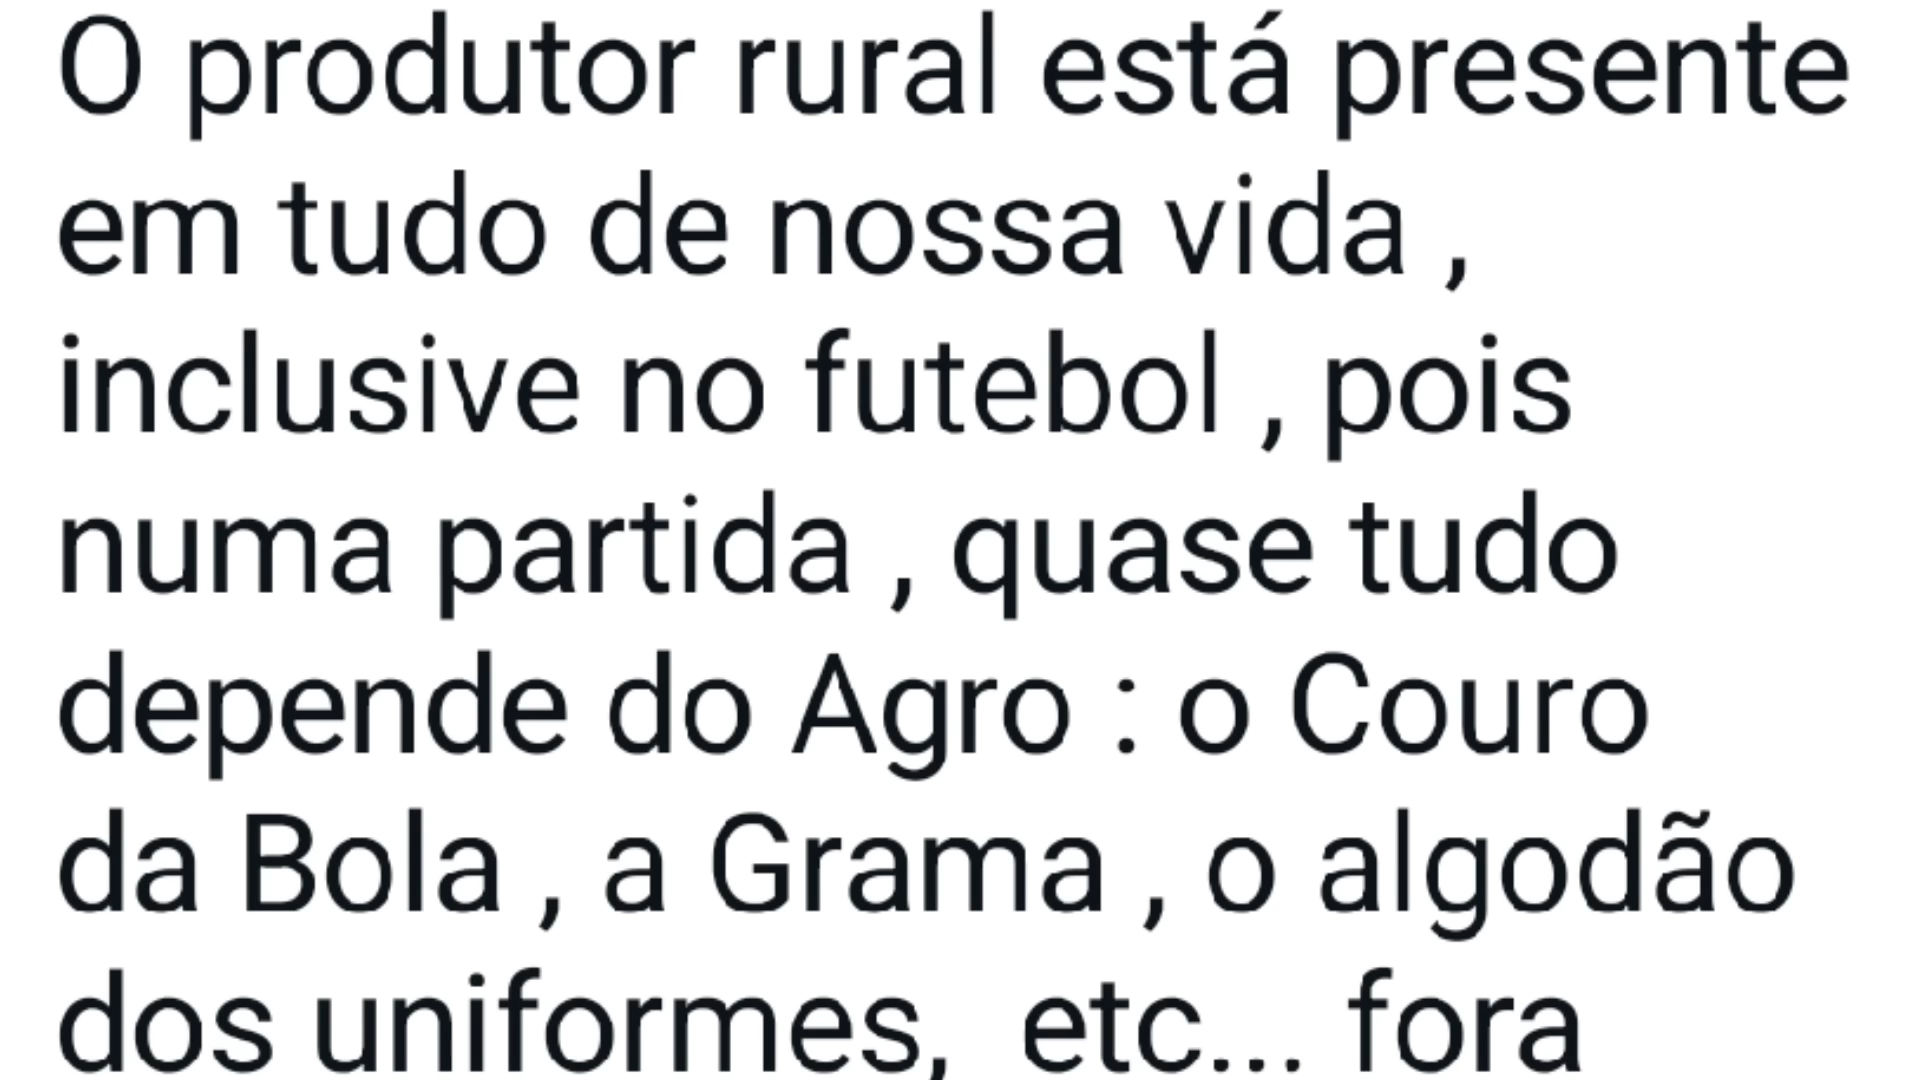 O produtor rural está presente
em tudo de nossa vida ,
inclusive no futebol , pois
numa partida , quase tudo
depende do Agro : o Couro
da Bola , a Grama , o algodão
dos uniformes,  etc... fora